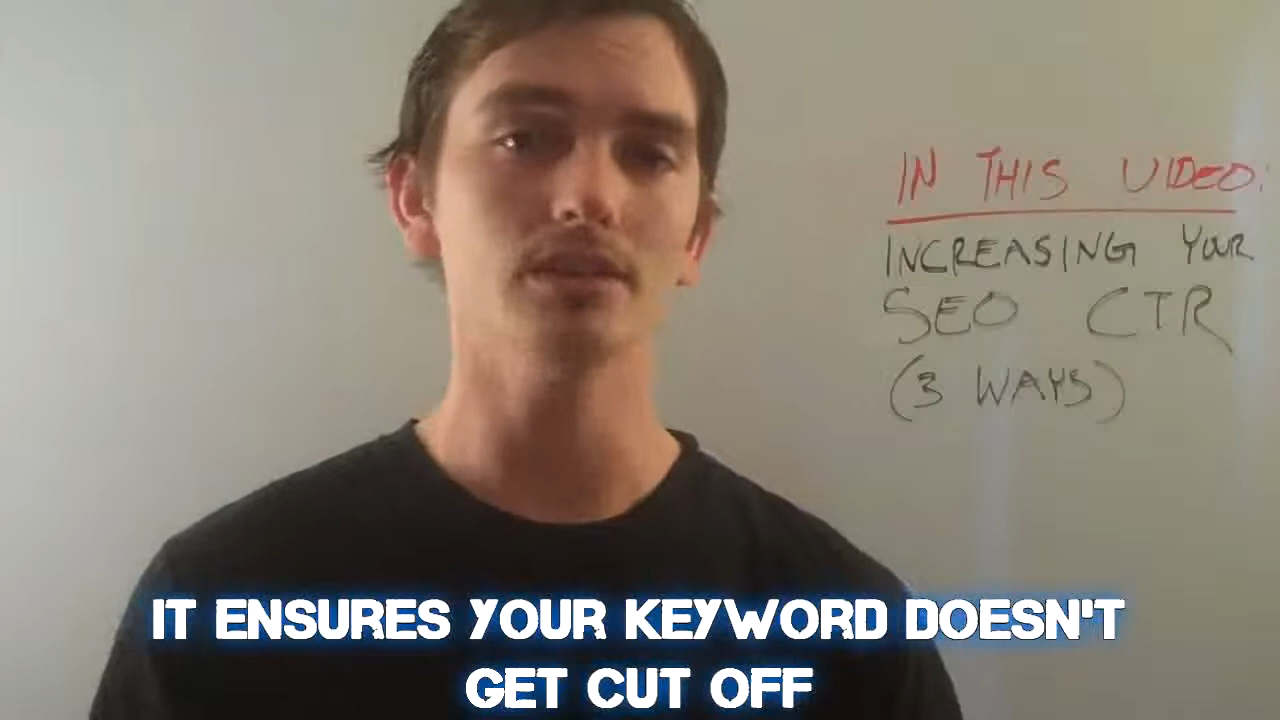 IN THIS VIDEO:
INCREASING YOUR
SEO CTR
(3 WAYS)
IT ENSURES YOUR KEYWORD DOESN'T
GET CUT OFF